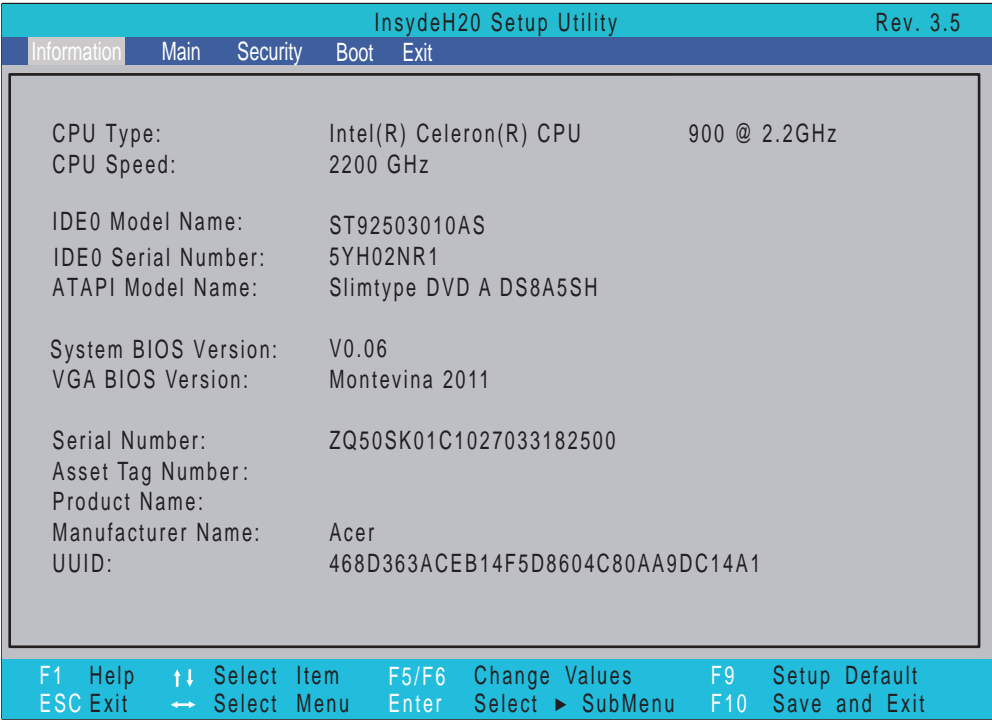 InsydeH20 Setup Utility Rev. 3.5
Information Main Security Boot Exit
CPU Type: Intel(R) Celeron(R) CPU 900 @ 2.2GHz
CPU Speed: 2200 GHz
IDE0 Model Name: ST92503010AS
IDE0 Serial Number: 5YH02NR1
ATAPI Model Name: Slimtype DVD A DS8A5SH
System BIOS Version: V0.06
VGA BIOS Version: Montevina 2011
Serial Number: ZQ50SK01C1027033182500
Asset Tag Number:
Product Name:
Manufacturer Name: Acer
UUID: 468D363ACEB14F5D8604C80AA9DC14A1
F1 Help ↑↓ Select Item F5/F6 Change Values F9 Setup Default
ESC Exit ↔ Select Menu Enter Select ► SubMenu F10 Save and Exit